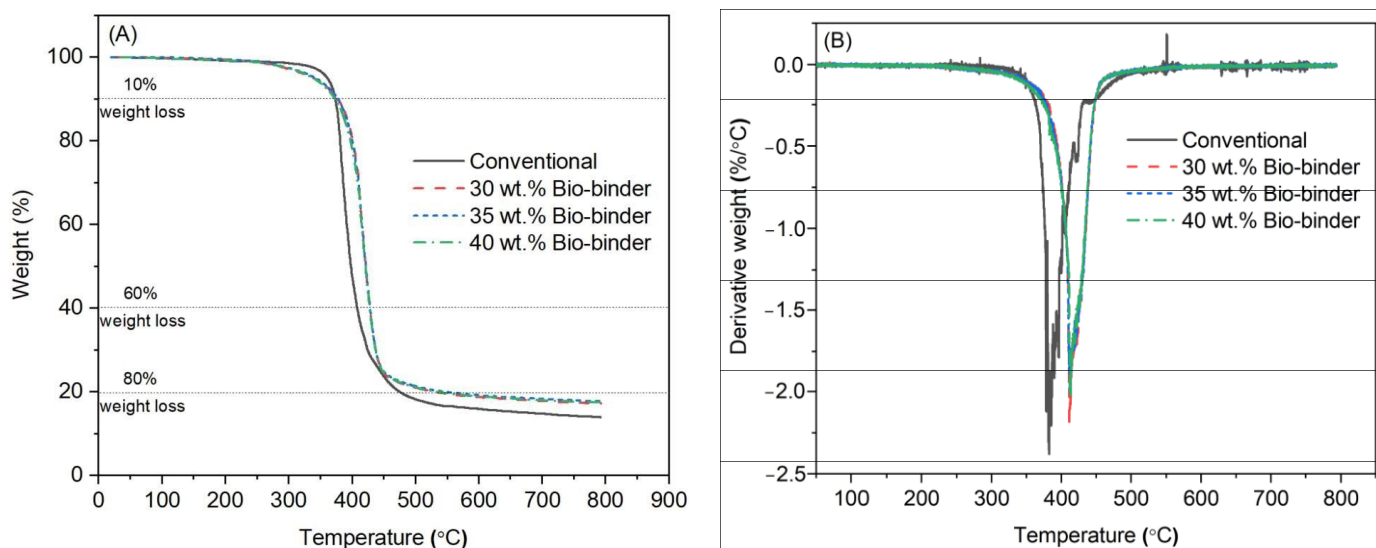 (A)
100
80
60
40
20
0
10%
weight loss
60%
weight loss
80%
weight loss
Conventional
30 wt.% Bio-binder
35 wt.% Bio-binder
40 wt.% Bio-binder
Weight (%)
0 100 200 300 400 500 600 700 800 900
Temperature (°C)
(B)
0.0
−0.5
−1.0
−1.5
−2.0
−2.5
Conventional
30 wt.% Bio-binder
35 wt.% Bio-binder
40 wt.% Bio-binder
Derivative weight (%/°C)
100 200 300 400 500 600 700 800
Temperature (°C)